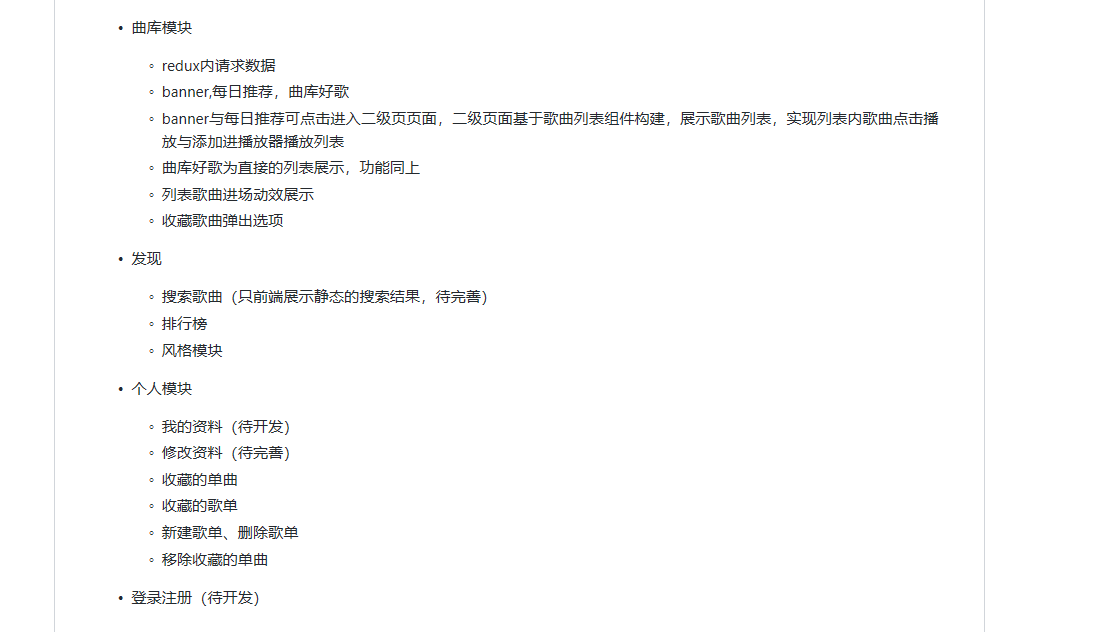 • 曲库模块
◦ redux内请求数据
◦ banner,每日推荐，曲库好歌
◦ banner与每日推荐可点击进入二级页页面，二级页面基于歌曲列表组件构建，展示歌曲列表，实现列表内歌曲点击播
放与添加进播放器播放列表
◦ 曲库好歌为直接的列表展示，功能同上
◦ 列表歌曲进场动效展示
◦ 收藏歌曲弹出选项
• 发现
◦ 搜索歌曲（只前端展示静态的搜索结果，待完善）
◦ 排行榜
◦ 风格模块
• 个人模块
◦ 我的资料（待开发）
◦ 修改资料（待完善）
◦ 收藏的单曲
◦ 收藏的歌单
◦ 新建歌单、删除歌单
◦ 移除收藏的单曲
• 登录注册（待开发）